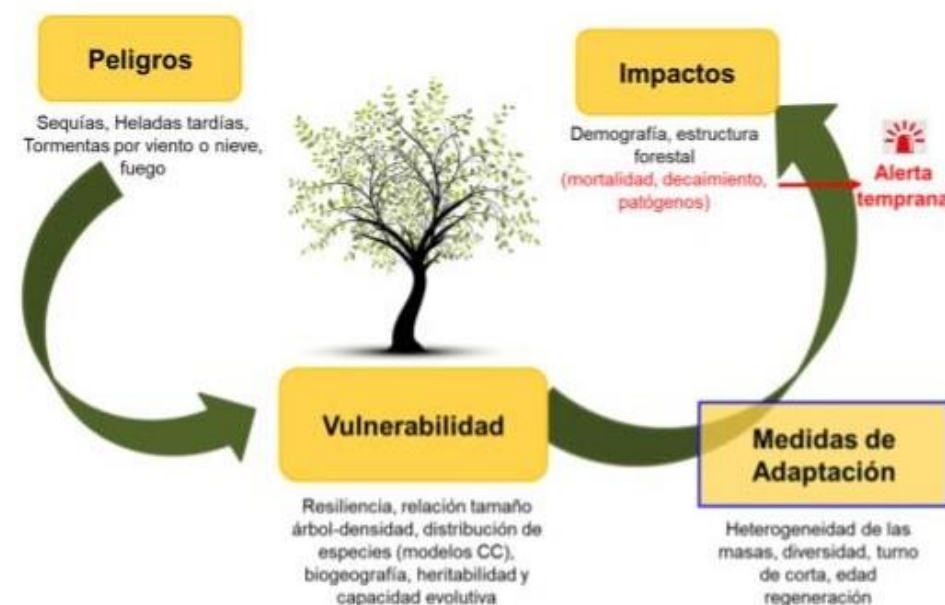 Peligros
Sequías, Heladas tardías,
Tormentas por viento o nieve,
fuego
Impactos
Demografía, estructura
forestal
(mortalidad, decaimiento,
patógenos)
Alerta
temprana
Vulnerabilidad
Resiliencia, relación tamaño
árbol-densidad, distribución de
especies (modelos CC),
biogeografía, heritabilidad y
capacidad evolutiva
Medidas de
Adaptación
Heterogeneidad de las
masas, diversidad, turno
de corta, edad
regeneración